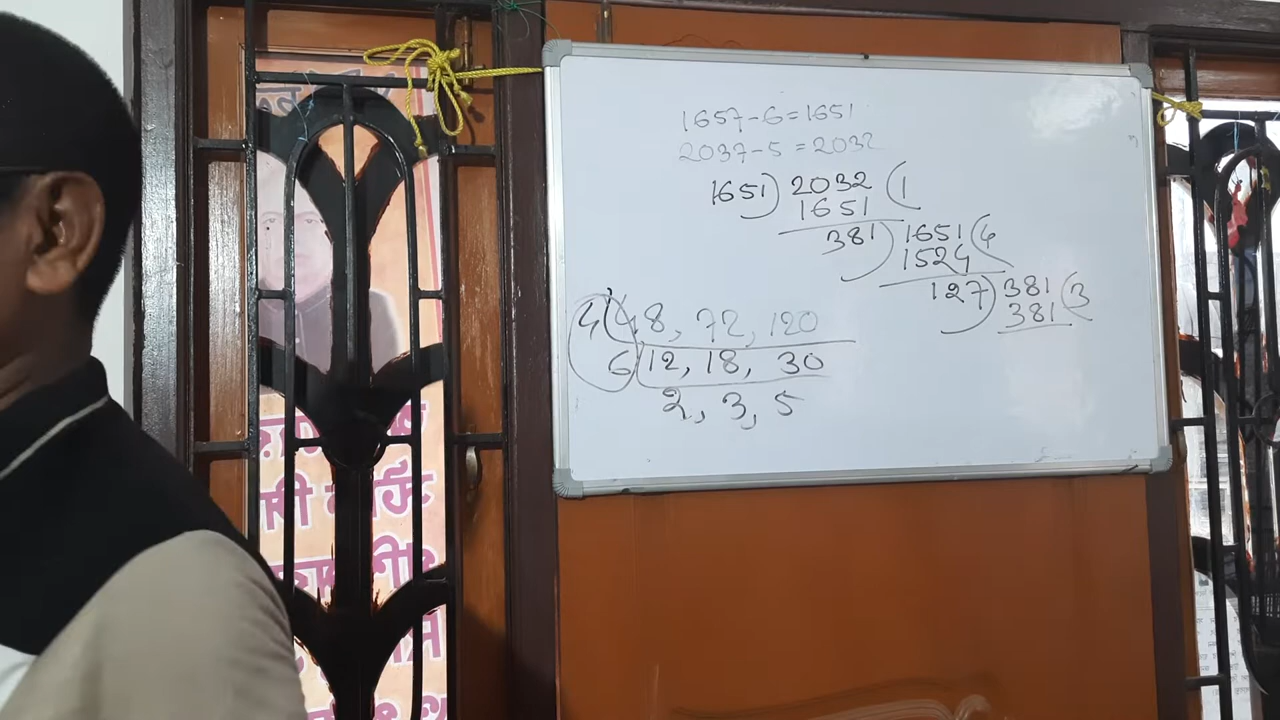 1657-6=1651
2037-5=2032
1651) 2032 (1
1651
381) 1651 (4
1524
127) 381 (3
381
4(48, 72, 120
6(12, 18, 30
2, 3, 5